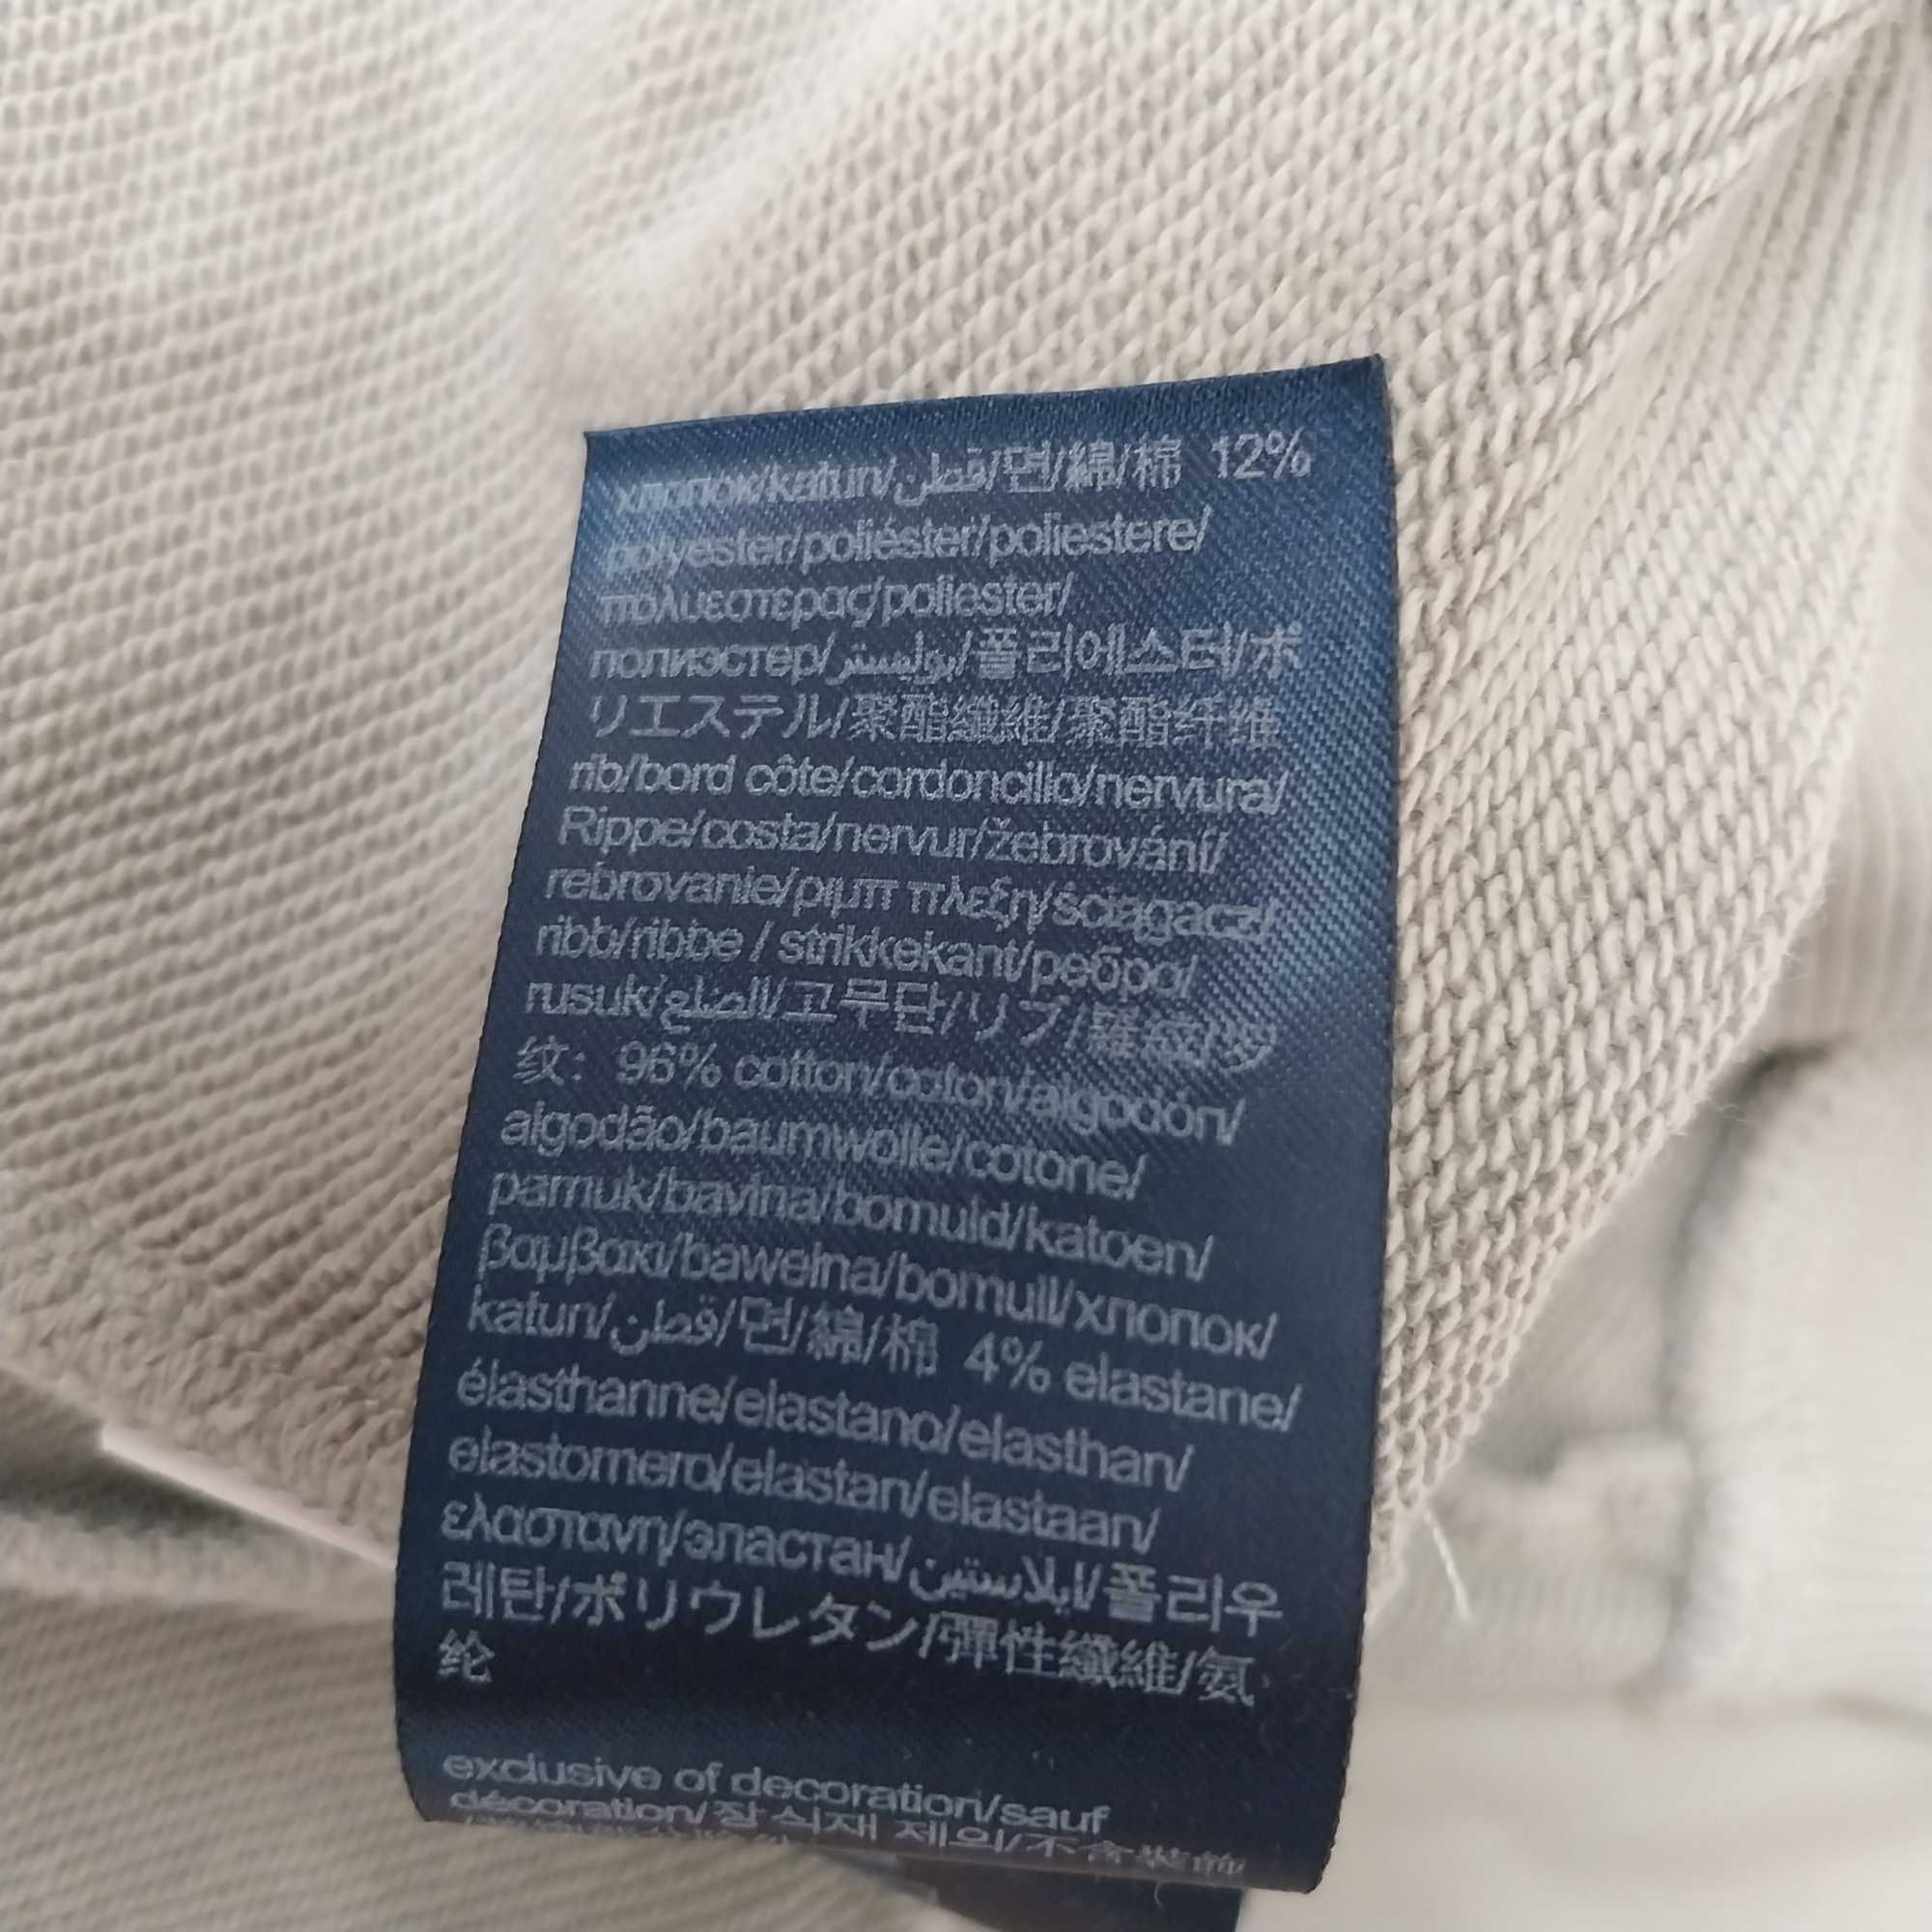 хлопок/katun/قطن/면/綿/棉 12%
polyester/poliéster/poliestere/
πολυεστερας/poliester/
полиэстер/بوليستر/폴리에스터/ポ
リエステル/聚酯纖維/聚酯纤维
rib/bord côte/cordoncillo/nervura/
Rippe/costa/nervur/žebrování/
rebrovanie/ριμπ πλεξη/ściągacz/
ribb/ribbe / strikkekant/ребро/
rusuk/الضلع/고무단/リブ/羅紋/罗
纹: 96% cotton/coton/algodón/
algodão/baumwolle/cotone/
pamuk/bavlna/bomuld/katoen/
βαμβακι/bawełna/bomull/хлопок/
katun/قطن/면/綿/棉 4% elastane/
élasthanne/elastano/elasthan/
elastomero/elastan/elastaan/
ελαστανη/эластан/ايلاستين/폴리우
레탄/ポリウレタン/彈性纖維/氨
纶
exclusive of decoration/sauf
décoration/장식재 제외/不含裝飾